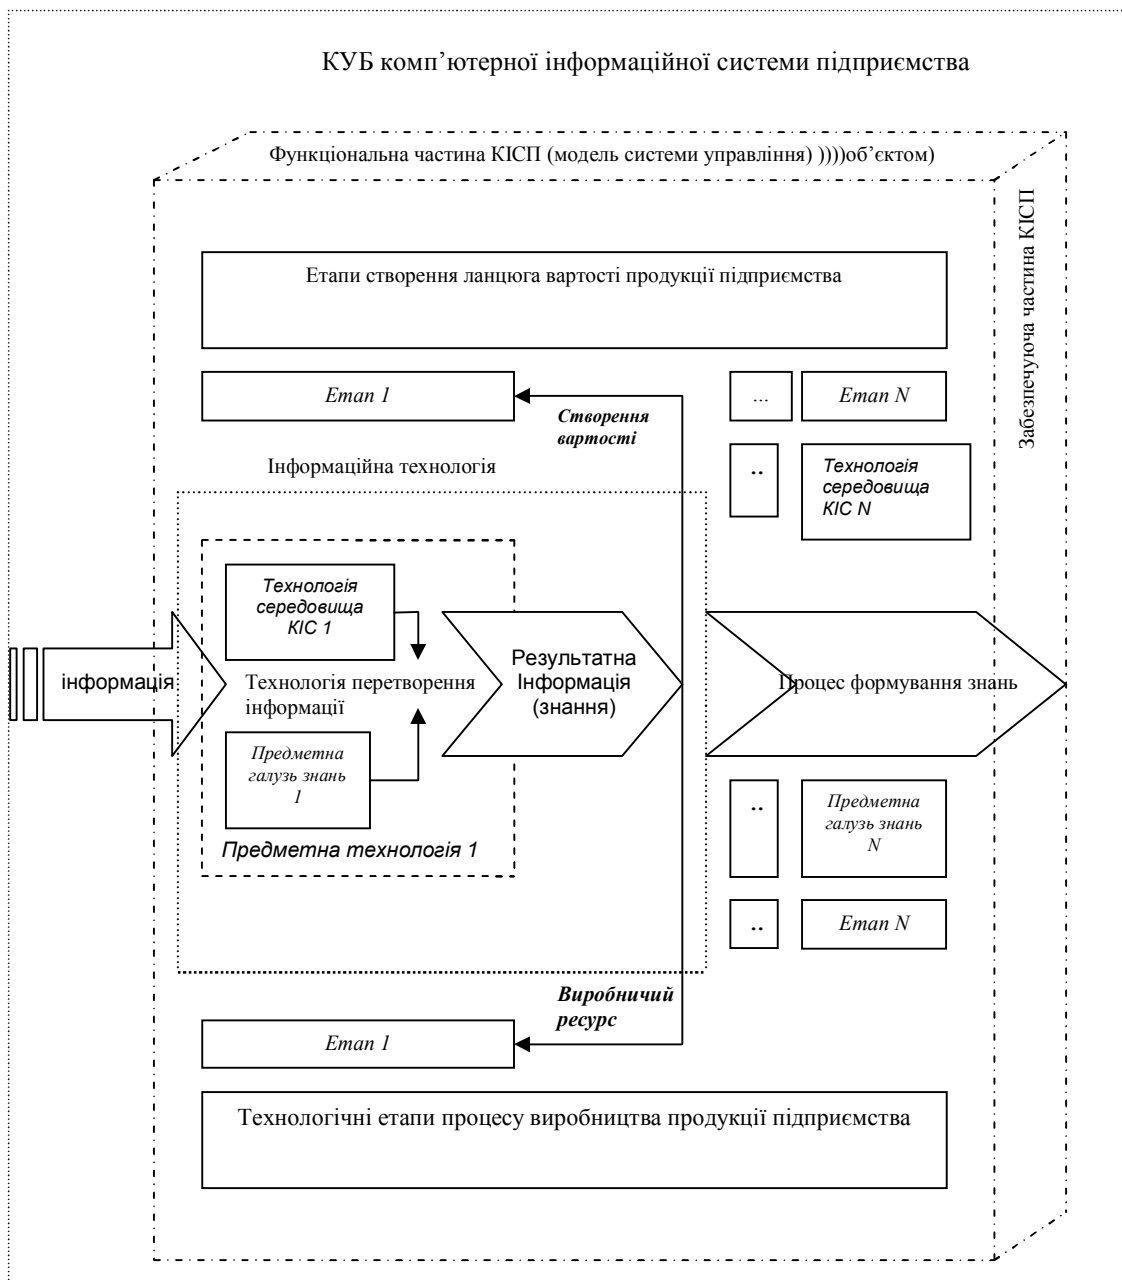 КУБ комп’ютерної інформаційної системи підприємства
Функціональна частина КІСП (модель системи управління) ))))об’єктом)
Забезпечуюча частина КІСП
Етапи створення ланцюга вартості продукції підприємства
Етап 1
...
Етап N
Створення
вартості
Інформаційна технологія
..
Технологія
середовища
КІС N
Технологія
середовища
КІС 1
інформація
Технологія перетворення
інформації
Результатна
Інформація
(знання)
Процес формування знань
Предметна
галузь знань
1
Предметна технологія 1
..
Предметна
галузь знань
N
..
Етап N
Виробничий
ресурс
Етап 1
Технологічні етапи процесу виробництва продукції підприємства